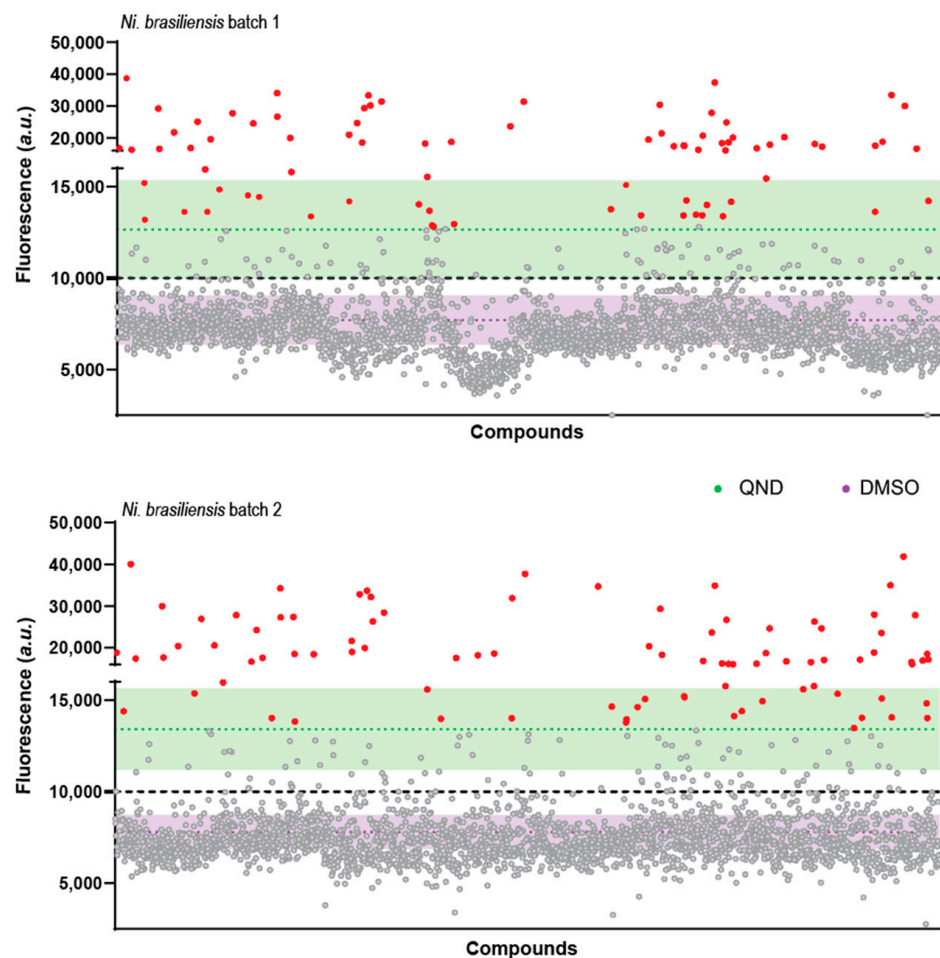 Ni. brasiliensis batch 1
50,000
40,000
30,000
20,000
15,000
10,000
5,000
Fluorescence (a.u.)
Compounds
QND
DMSO
Ni. brasiliensis batch 2
50,000
40,000
30,000
20,000
15,000
10,000
5,000
Fluorescence (a.u.)
Compounds